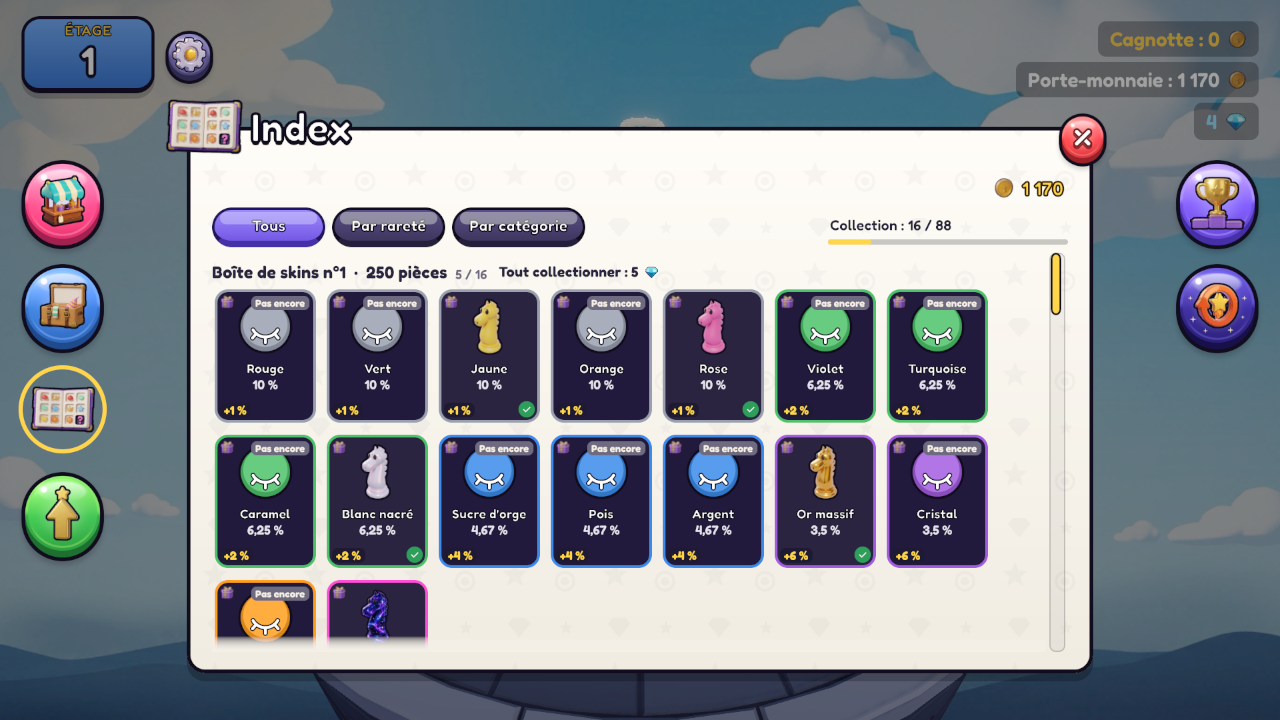 ÉTAGE
1
Cagnotte : 0
Porte-monnaie : 1 170
4
Index
1 170
Tous
Par rareté
Par catégorie
Collection : 16 / 88
Boîte de skins n°1 · 250 pièces 5 / 16 Tout collectionner : 5
Pas encore
Rouge
10 %
+1 %
Pas encore
Vert
10 %
+1 %
Jaune
10 %
+1 %
Pas encore
Orange
10 %
+1 %
Rose
10 %
+1 %
Pas encore
Violet
6,25 %
+2 %
Pas encore
Turquoise
6,25 %
+2 %
Pas encore
Caramel
6,25 %
+2 %
Blanc nacré
6,25 %
+2 %
Pas encore
Sucre d'orge
4,67 %
+4 %
Pas encore
Pois
4,67 %
+4 %
Pas encore
Argent
4,67 %
+4 %
Or massif
3,5 %
+6 %
Pas encore
Cristal
3,5 %
+6 %
Pas encore